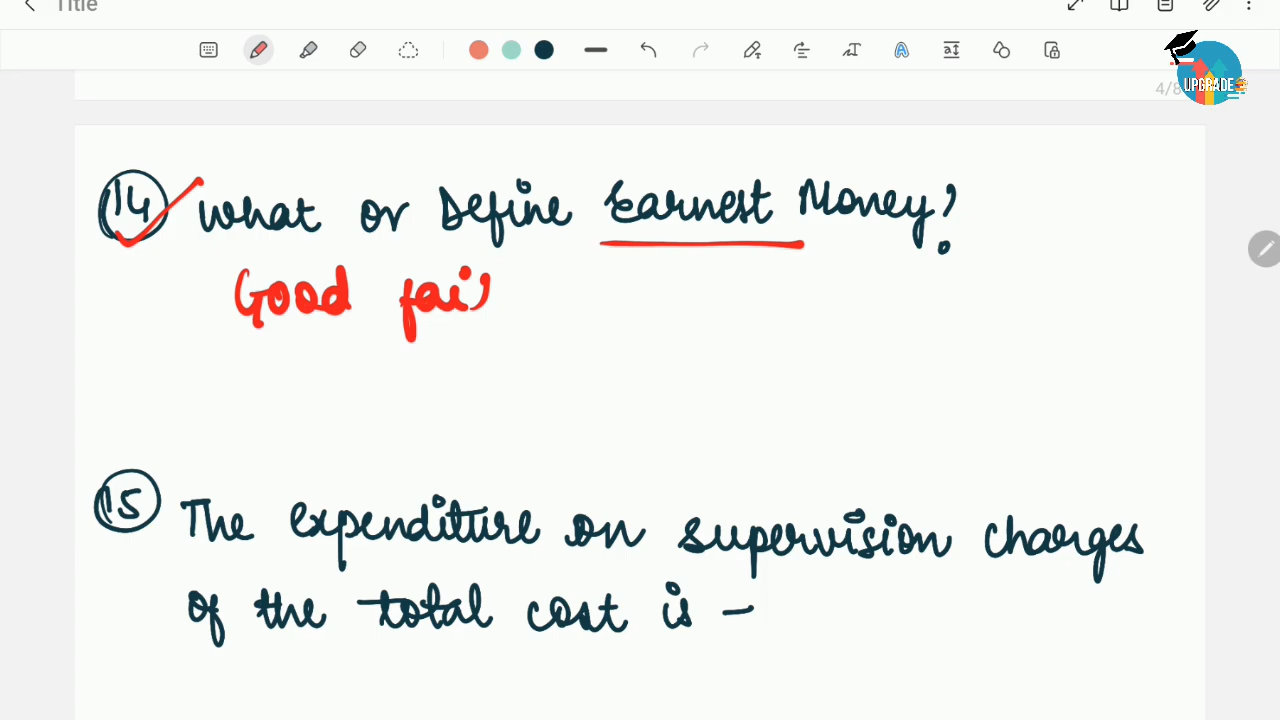 Title
4/8
UPGRADE
14 What or Define Earnest Money?
Good fai
15 The expenditure on supervision charges
of the total cost is –